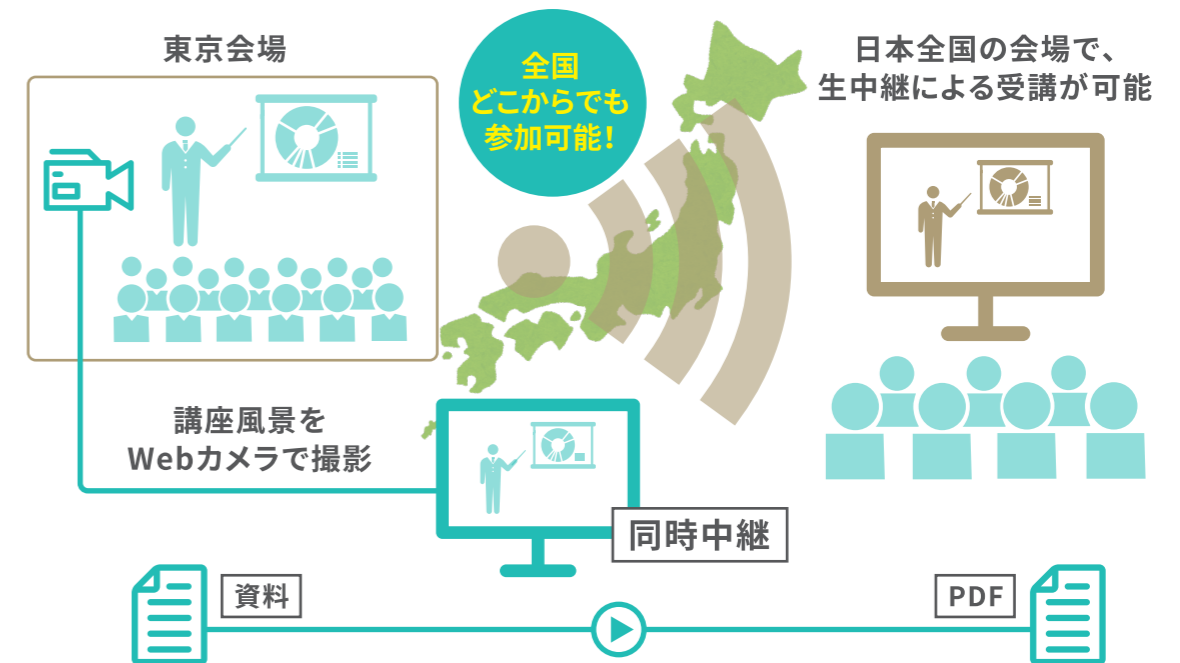 東京会場
全国
どこからでも
参加可能！
日本全国の会場で、
生中継による受講が可能
講座風景を
Webカメラで撮影
同時中継
資料
PDF